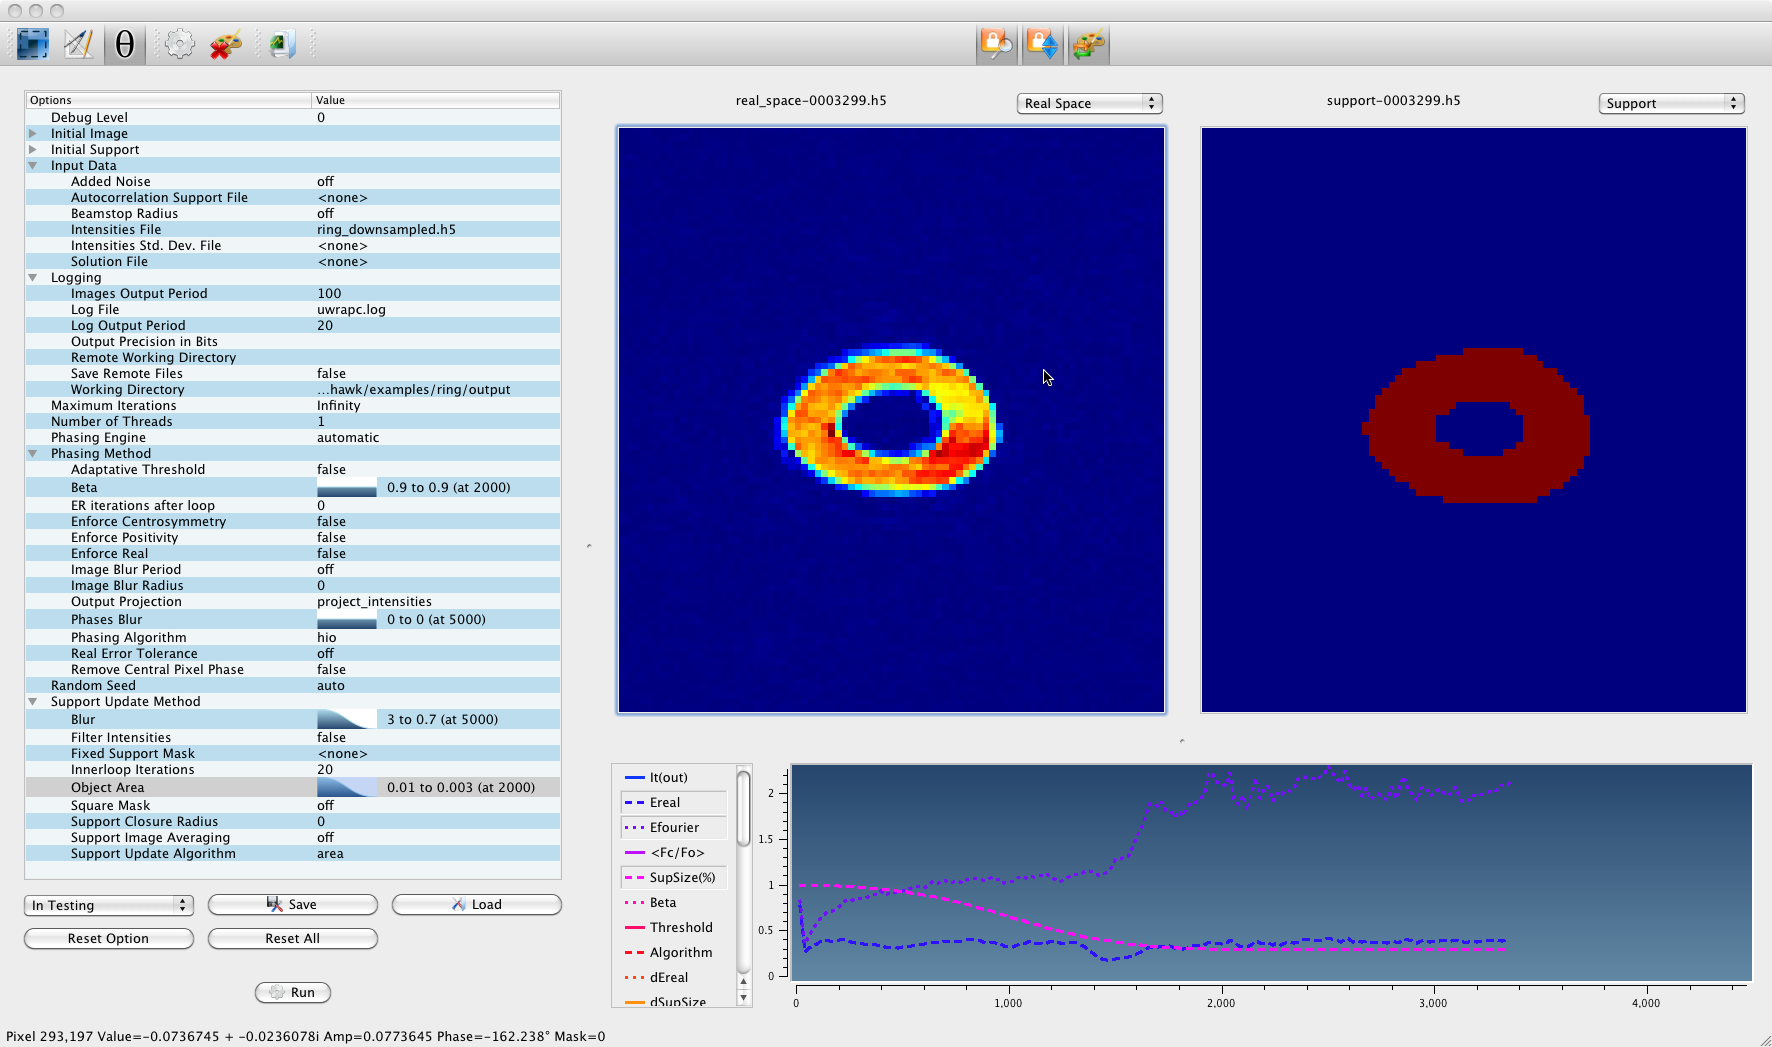 θ
Options Value
Debug Level 0
Initial Image
Initial Support
Input Data
Added Noise off
Autocorrelation Support File <none>
Beamstop Radius off
Intensities File ring_downsampled.h5
Intensities Std. Dev. File <none>
Solution File <none>
Logging
Images Output Period 100
Log File uwrapc.log
Log Output Period 20
Output Precision in Bits
Remote Working Directory
Save Remote Files false
Working Directory ...hawk/examples/ring/output
Maximum Iterations Infinity
Number of Threads 1
Phasing Engine automatic
Phasing Method
Adaptative Threshold false
Beta 0.9 to 0.9 (at 2000)
ER iterations after loop 0
Enforce Centrosymmetry false
Enforce Positivity false
Enforce Real false
Image Blur Period off
Image Blur Radius 0
Output Projection project_intensities
Phases Blur 0 to 0 (at 5000)
Phasing Algorithm hio
Real Error Tolerance off
Remove Central Pixel Phase false
Random Seed auto
Support Update Method
Blur 3 to 0.7 (at 5000)
Filter Intensities false
Fixed Support Mask <none>
Innerloop Iterations 20
Object Area 0.01 to 0.003 (at 2000)
Square Mask off
Support Closure Radius 0
Support Image Averaging off
Support Update Algorithm area
In Testing Save Load
Reset Option Reset All
Run
real_space-0003299.h5 Real Space
support-0003299.h5 Support
It(out)
Ereal
Efourier
<Fc/Fo>
SupSize(%)
Beta
Threshold
Algorithm
dEreal
dSupSize
2
1.5
1
0.5
0
0 1,000 2,000 3,000 4,000
Pixel 293,197 Value=-0.0736745 + -0.0236078i Amp=0.0773645 Phase=-162.238° Mask=0